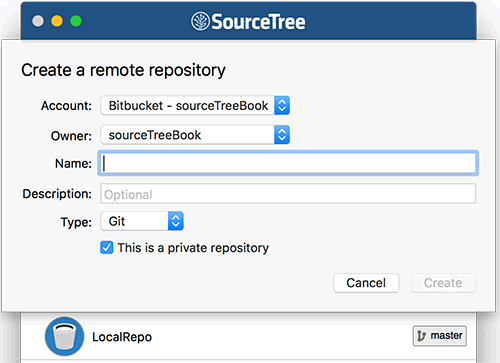 SourceTree
Create a remote repository
Account: Bitbucket - sourceTreeBook
Owner: sourceTreeBook
Name:
Description: Optional
Type: Git
This is a private repository
Cancel Create
LocalRepo master